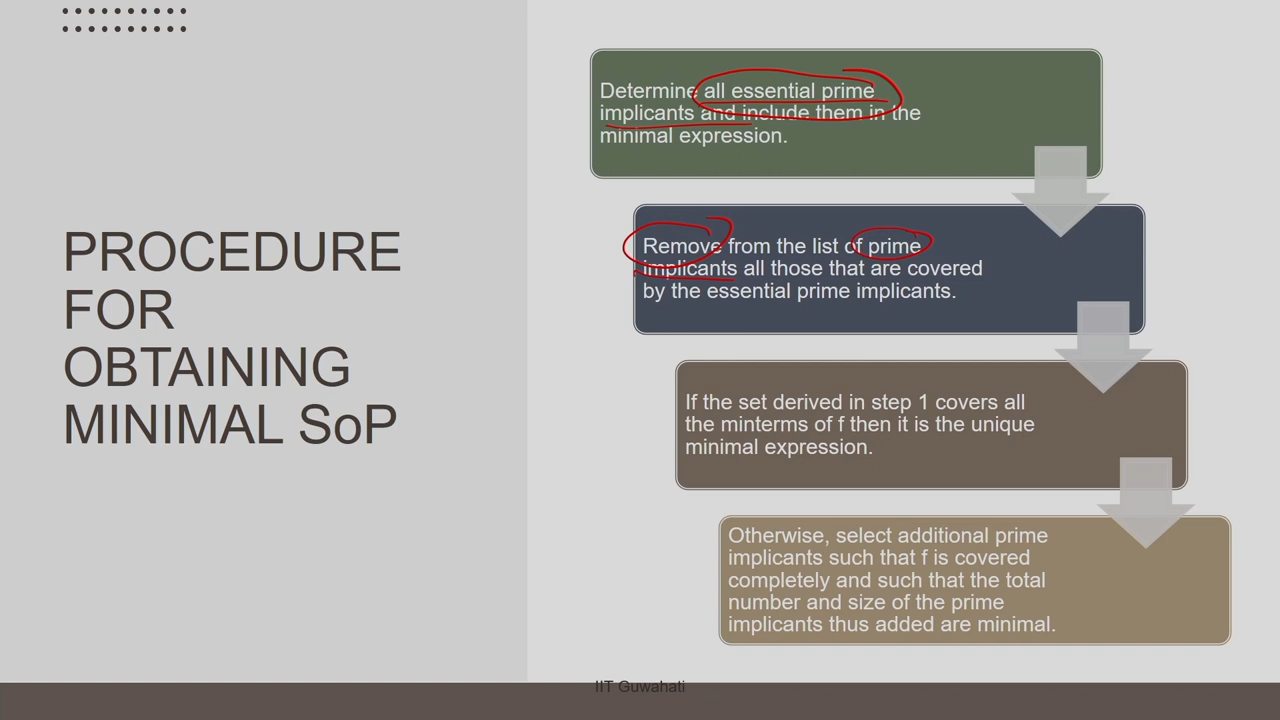 PROCEDURE
FOR
OBTAINING
MINIMAL SoP
Determine all essential prime
implicants and include them in the
minimal expression.
Remove from the list of prime
implicants all those that are covered
by the essential prime implicants.
If the set derived in step 1 covers all
the minterms of f then it is the unique
minimal expression.
Otherwise, select additional prime
implicants such that f is covered
completely and such that the total
number and size of the prime
implicants thus added are minimal.
IIT Guwahati